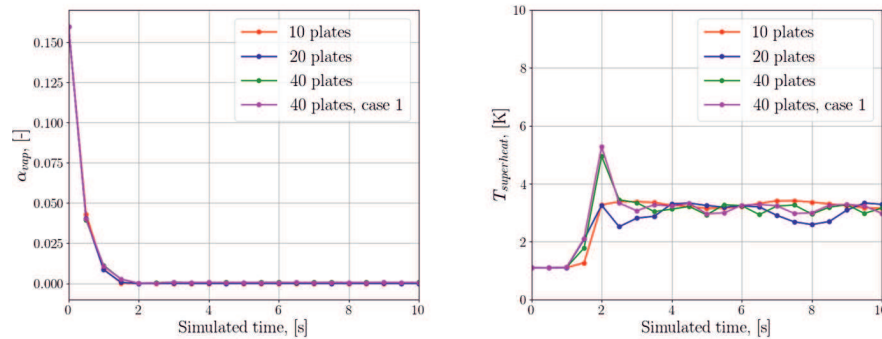 0.150
0.125
0.100
0.075
0.050
0.025
0.000
α_vap, [-]
0 2 4 6 8 10
Simulated time, [s]
10 plates
20 plates
40 plates
40 plates, case 1
10
8
6
4
2
0
T_superheat, [K]
0 2 4 6 8 10
Simulated time, [s]
10 plates
20 plates
40 plates
40 plates, case 1